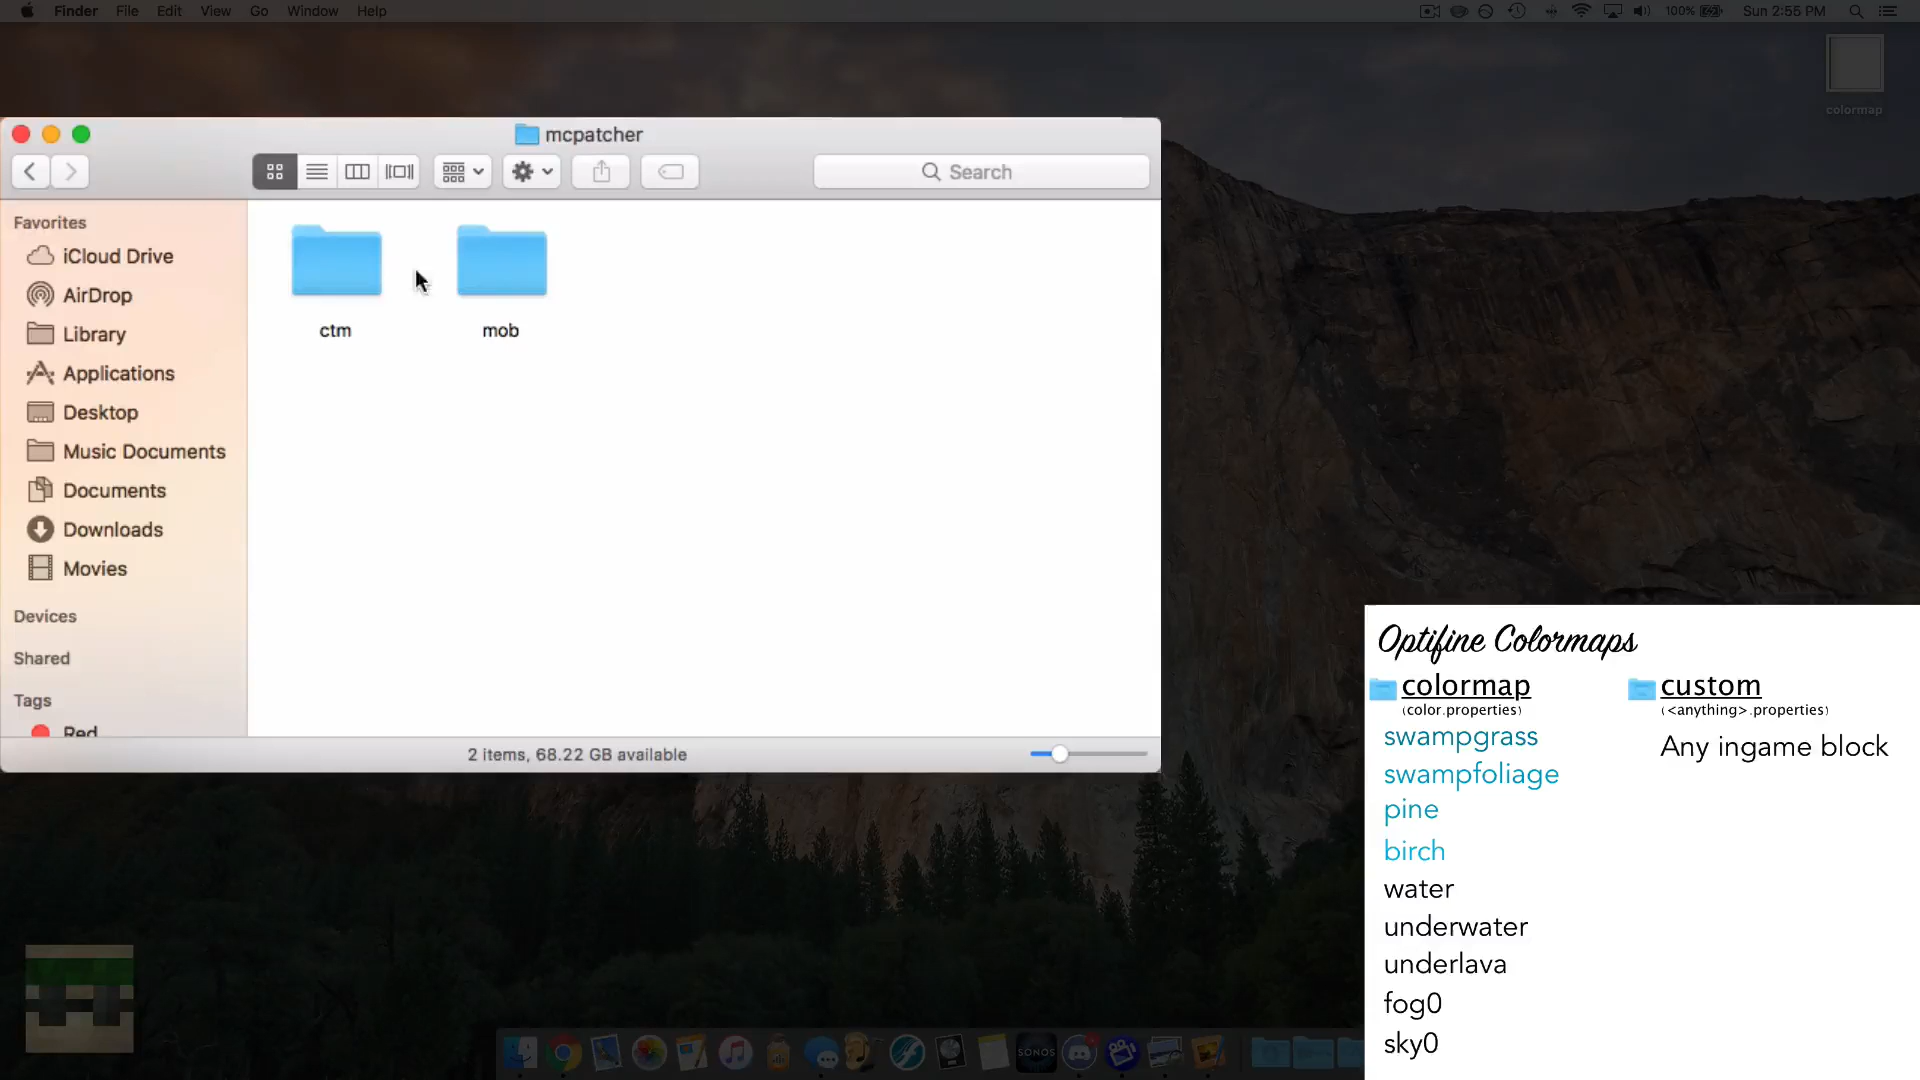 Finder File Edit View Go Window Help
100% Sun 2:55 PM
colormap
mcpatcher
Search
Favorites
iCloud Drive
AirDrop
Library
Applications
Desktop
Music Documents
Documents
Downloads
Movies
Devices
Shared
Tags
Red
ctm
mob
2 items, 68.22 GB available
Optifine Colormaps
colormap
(color.properties)
swampgrass
swampfoliage
pine
birch
water
underwater
underlava
fog0
sky0
custom
(<anything>.properties)
Any ingame block
SONOS